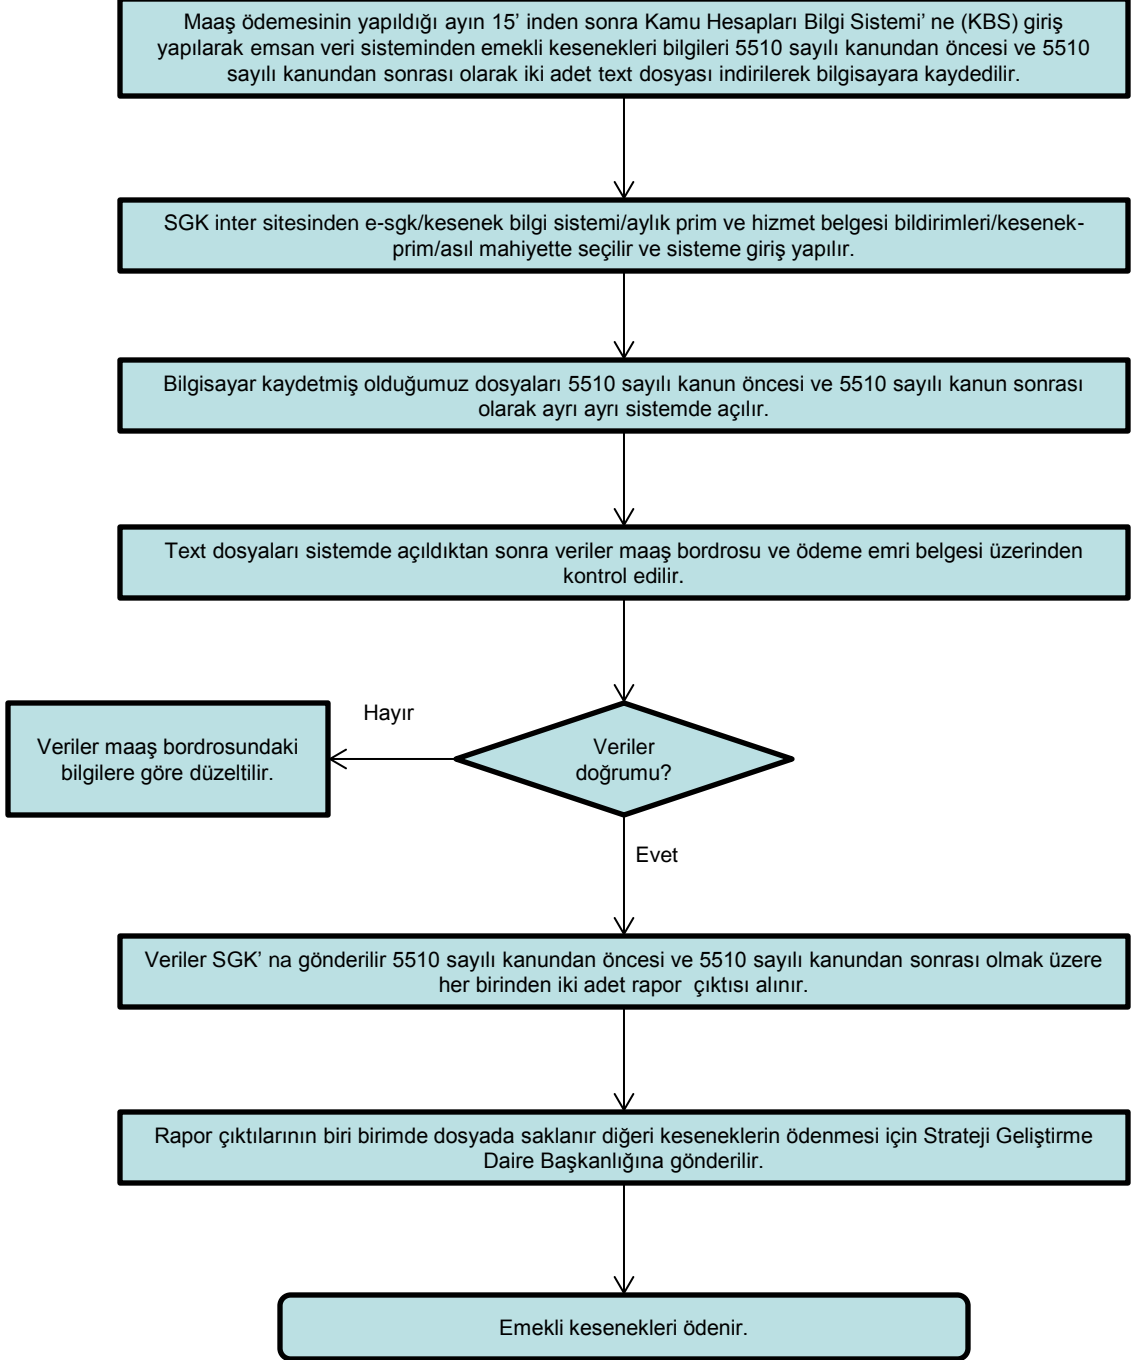 Maaş ödemesinin yapıldığı ayın 15' inden sonra Kamu Hesapları Bilgi Sistemi' ne (KBS) giriş
yapılarak emsan veri sisteminden emekli kesenekleri bilgileri 5510 sayılı kanundan öncesi ve 5510
sayılı kanundan sonrası olarak iki adet text dosyası indirilerek bilgisayara kaydedilir.
SGK inter sitesinden e-sgk/kesenek bilgi sistemi/aylık prim ve hizmet belgesi bildirimleri/kesenek-
prim/asıl mahiyette seçilir ve sisteme giriş yapılır.
Bilgisayar kaydetmiş olduğumuz dosyaları 5510 sayılı kanun öncesi ve 5510 sayılı kanun sonrası
olarak ayrı ayrı sistemde açılır.
Text dosyaları sistemde açıldıktan sonra veriler maaş bordrosu ve ödeme emri belgesi üzerinden
kontrol edilir.
Hayır
Veriler maaş bordrosundaki
bilgilere göre düzeltilir.
Veriler
doğrumu?
Evet
Veriler SGK' na gönderilir 5510 sayılı kanundan öncesi ve 5510 sayılı kanundan sonrası olmak üzere
her birinden iki adet rapor çıktısı alınır.
Rapor çıktılarının biri birimde dosyada saklanır diğeri keseneklerin ödenmesi için Strateji Geliştirme
Daire Başkanlığına gönderilir.
Emekli kesenekleri ödenir.